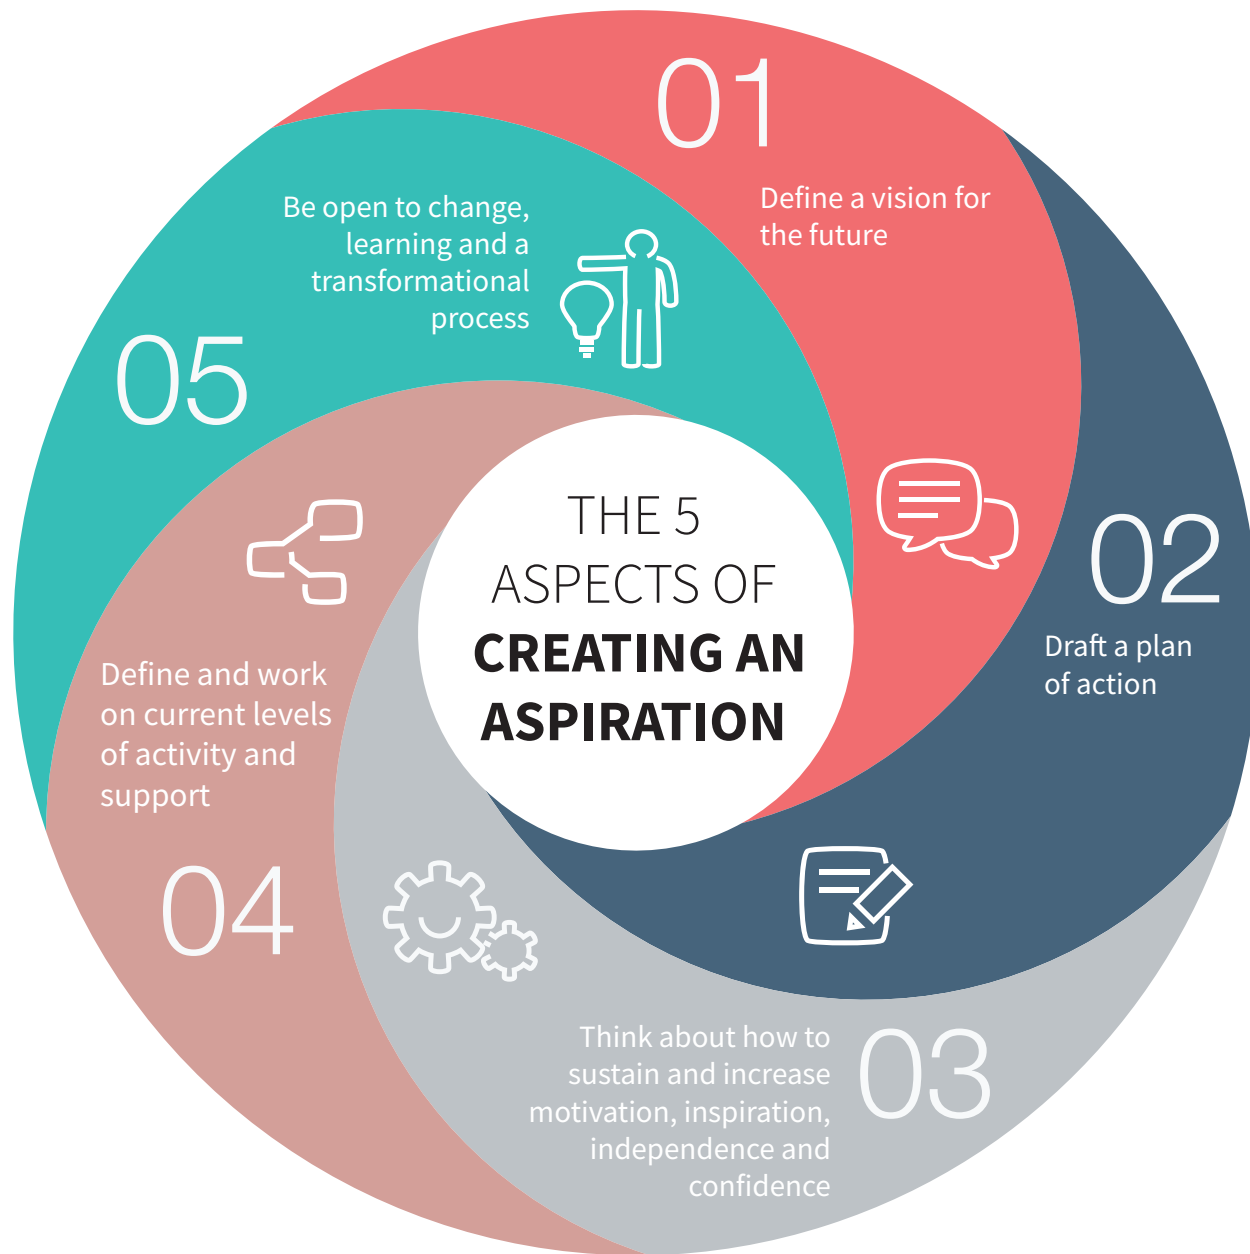 THE 5
ASPECTS OF
CREATING AN
ASPIRATION
01
Define a vision for
the future
02
Draft a plan
of action
03
Think about how to
sustain and increase
motivation, inspiration,
independence and
confidence
04
Define and work
on current levels
of activity and
support
05
Be open to change,
learning and a
transformational
process